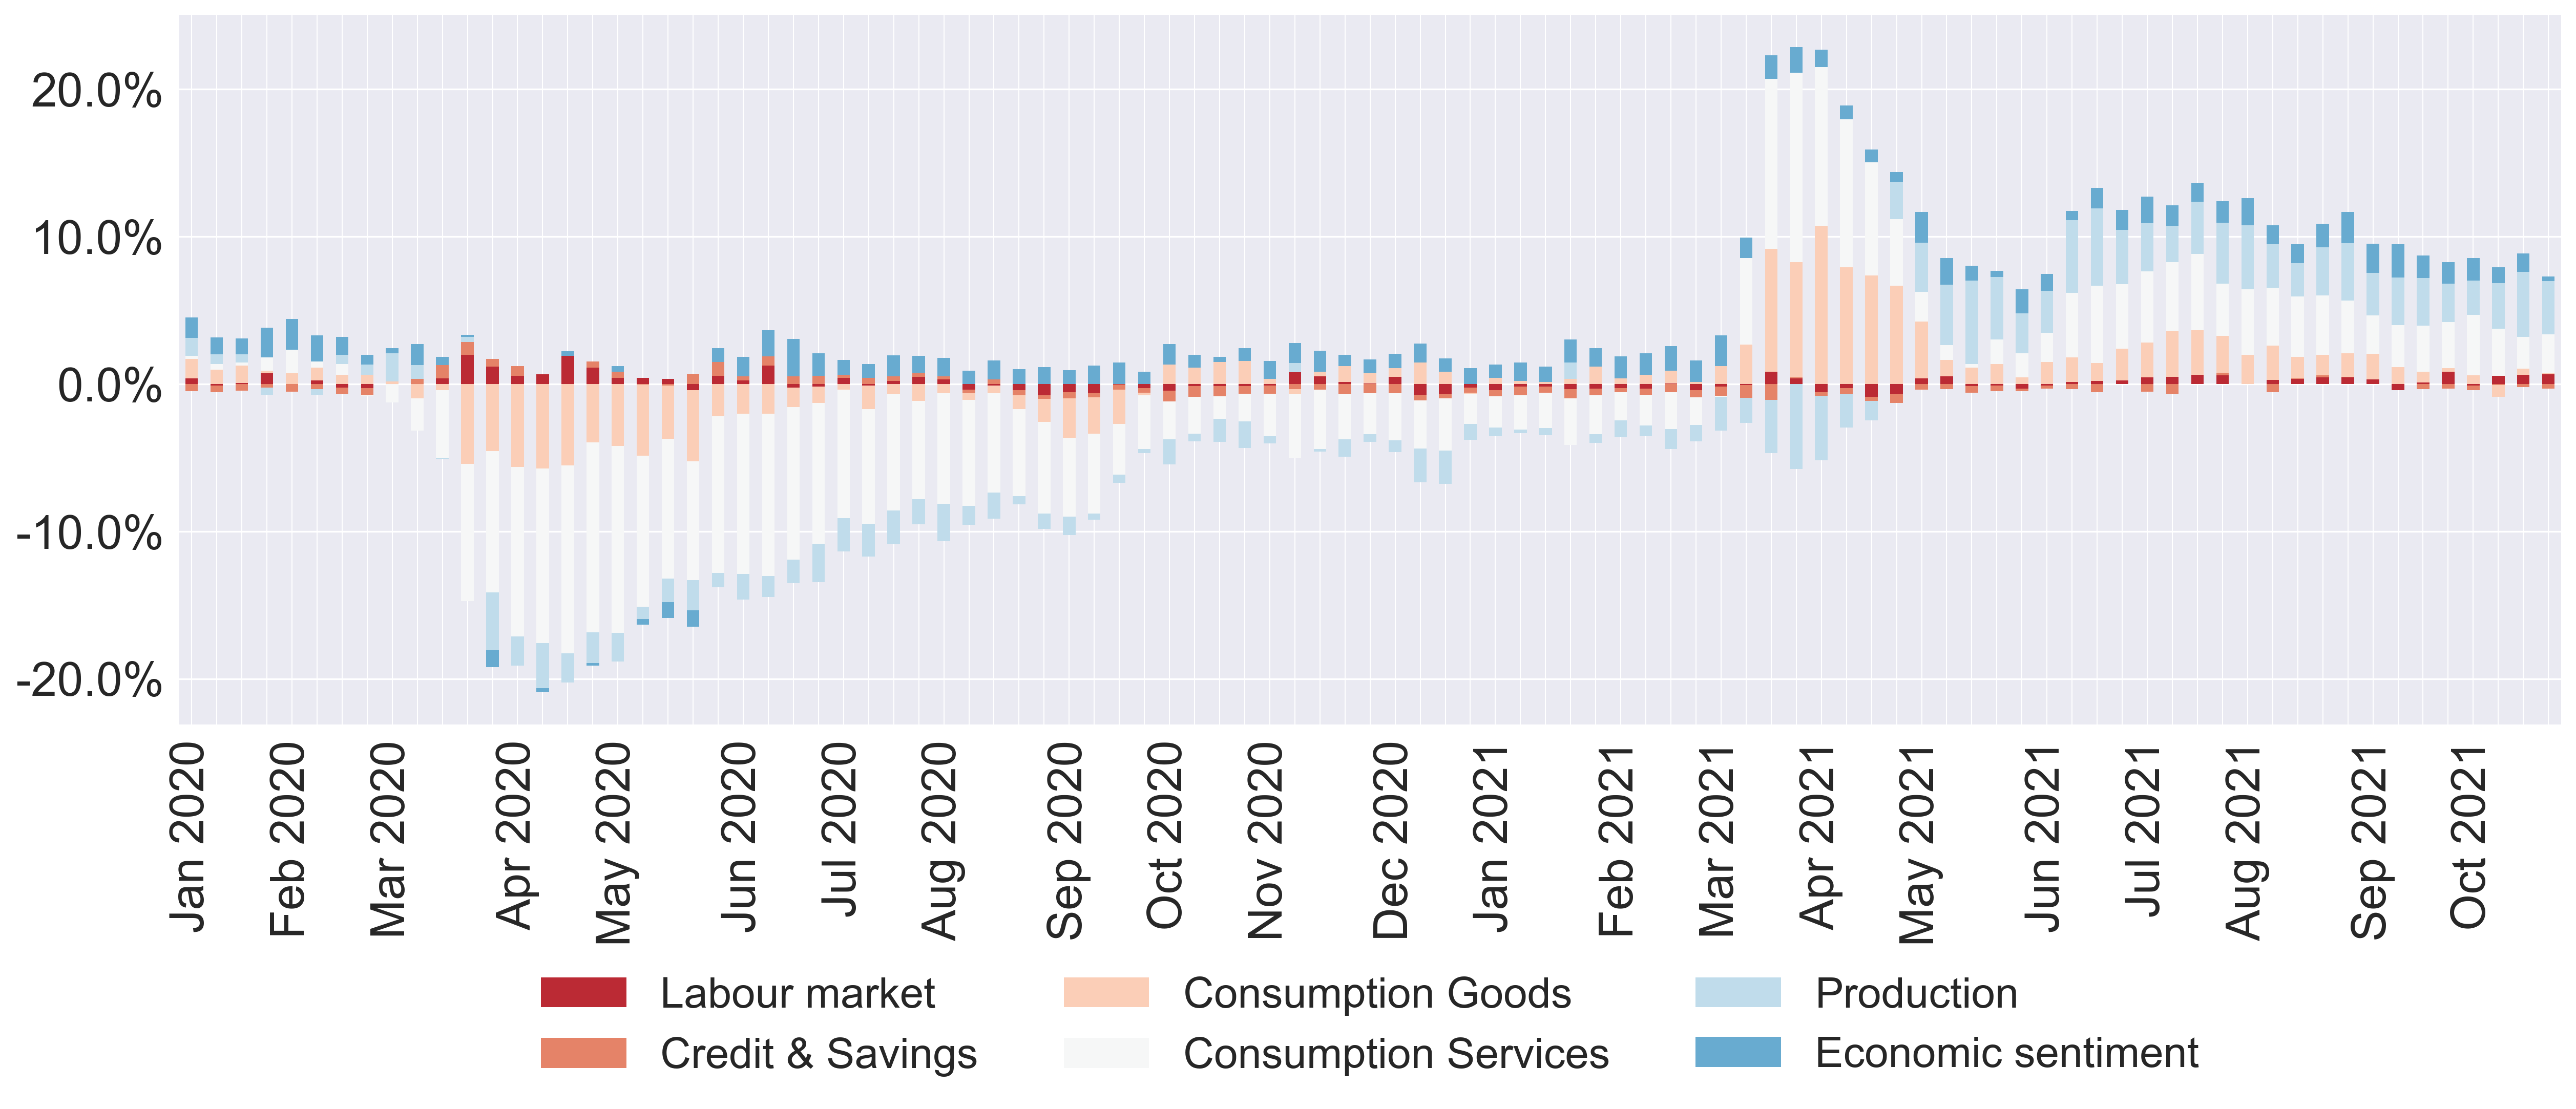 20.0%
10.0%
0.0%
-10.0%
-20.0%
Jan 2020
Feb 2020
Mar 2020
Apr 2020
May 2020
Jun 2020
Jul 2020
Aug 2020
Sep 2020
Oct 2020
Nov 2020
Dec 2020
Jan 2021
Feb 2021
Mar 2021
Apr 2021
May 2021
Jun 2021
Jul 2021
Aug 2021
Sep 2021
Oct 2021
Labour market
Consumption Goods
Production
Credit & Savings
Consumption Services
Economic sentiment